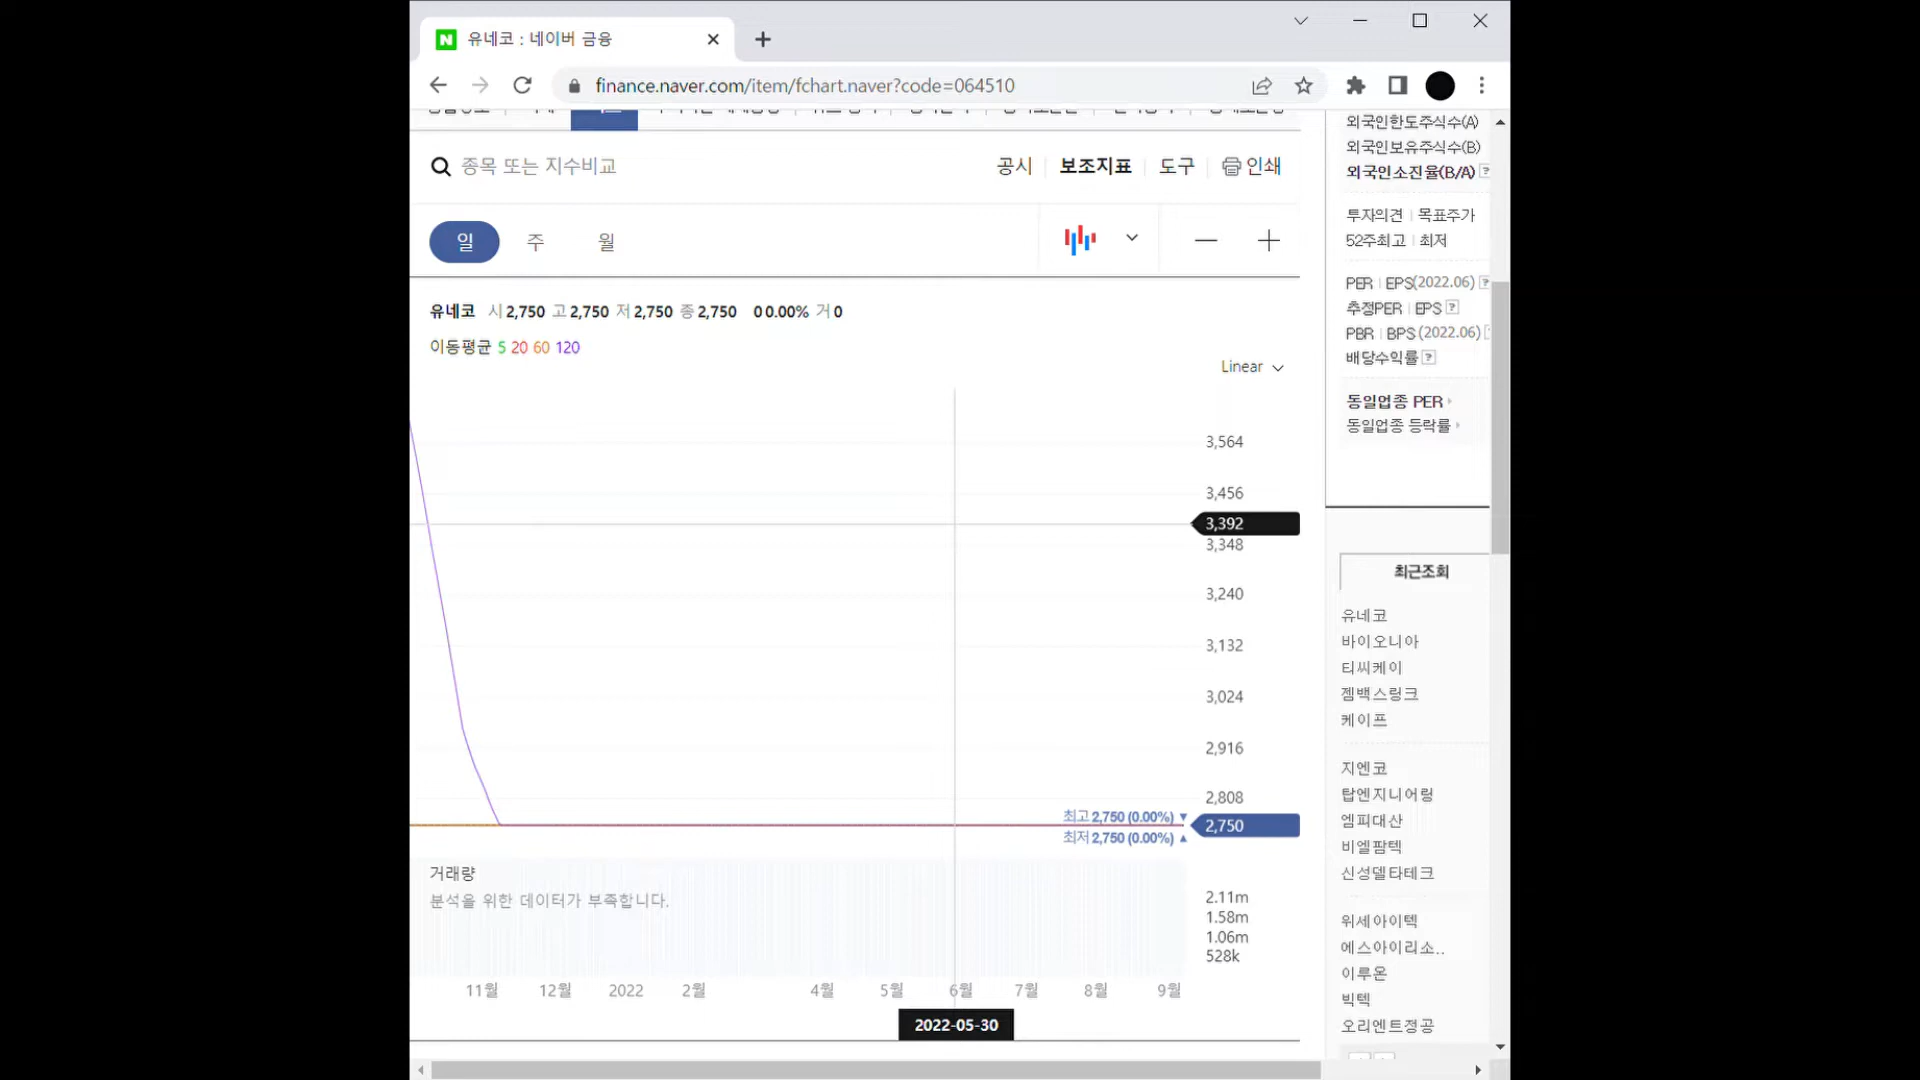 유네코 : 네이버 금융
finance.naver.com/item/fchart.naver?code=064510
종목 또는 지수비교
공시 보조지표 도구 인쇄
일 주 월
유네코 시 2,750 고 2,750 저 2,750 종 2,750 0 0.00% 거 0
이동평균 5 20 60 120
Linear
3,564
3,456
3,392
3,348
3,240
3,132
3,024
2,916
2,808
최고 2,750 (0.00%) ▼
2,750
최저 2,750 (0.00%) ▲
거래량
분석을 위한 데이터가 부족합니다.
2.11m
1.58m
1.06m
528k
11월 12월 2022 2월 4월 5월 6월 7월 8월 9월
2022-05-30
외국인한도주식수(A)
외국인보유주식수(B)
외국인소진율(B/A) ?
투자의견 | 목표주가
52주최고 | 최저
PER | EPS(2022.06) ?
추정PER | EPS ?
PBR | BPS (2022.06)
배당수익률 ?
동일업종 PER
동일업종 등락률
최근조회
유네코
바이오니아
티씨케이
젬백스링크
케이프
지엔코
탑엔지니어링
엠피대산
비엘팜텍
신성델타테크
위세아이텍
에스아이리소..
이루온
빅텍
오리엔트정공